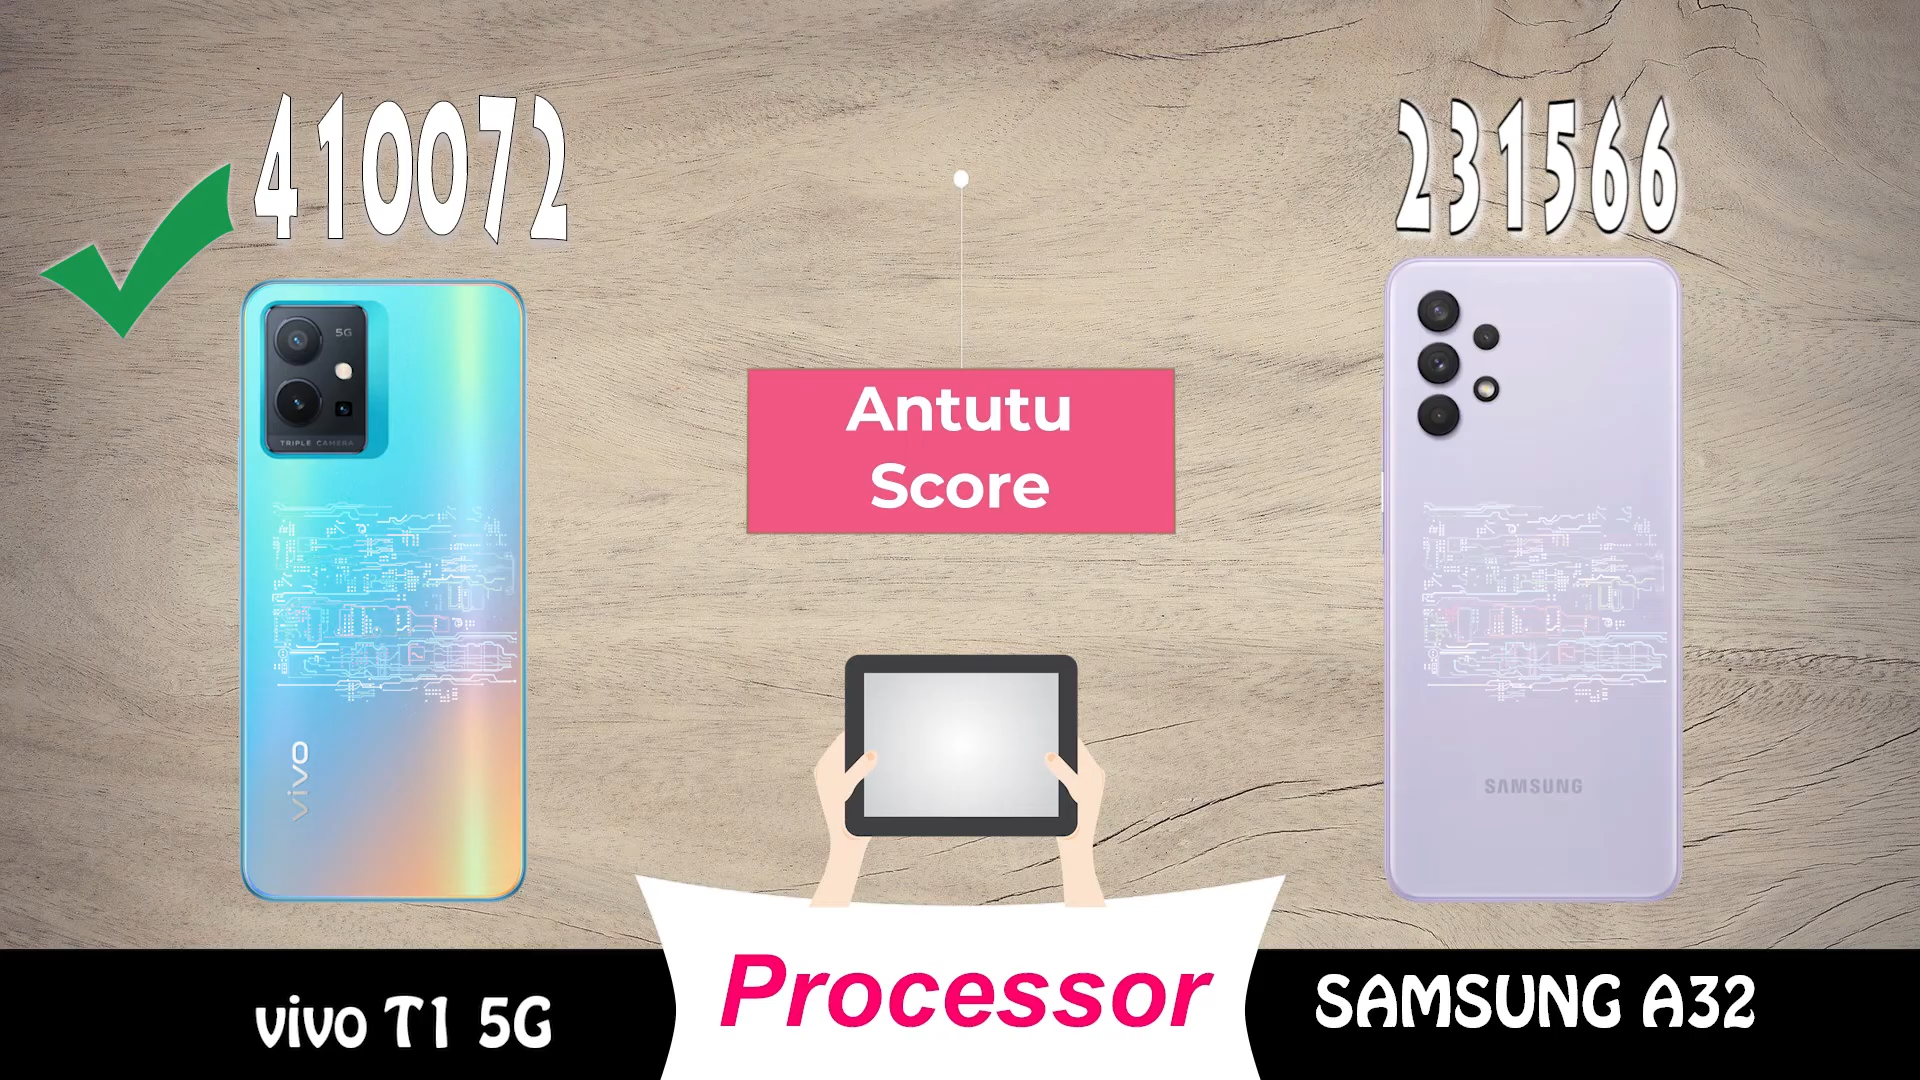 410072
231566
5G
TRIPLE CAMERA
Antutu
Score
vivo
SAMSUNG
Processor
vivo T1 5G
SAMSUNG A32